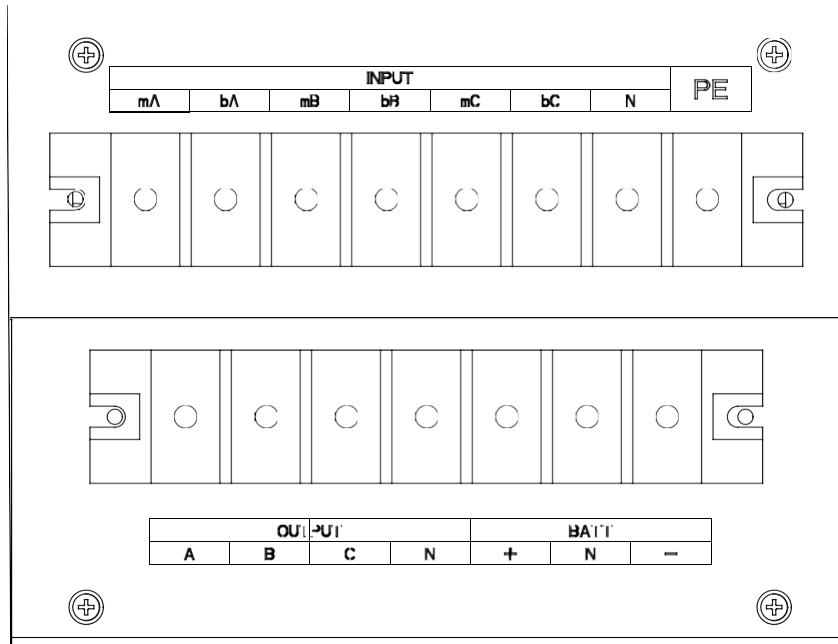 INPUT
PE
mA bA mB bB mC bC N
OUTPUT BATT
A B C N + N −